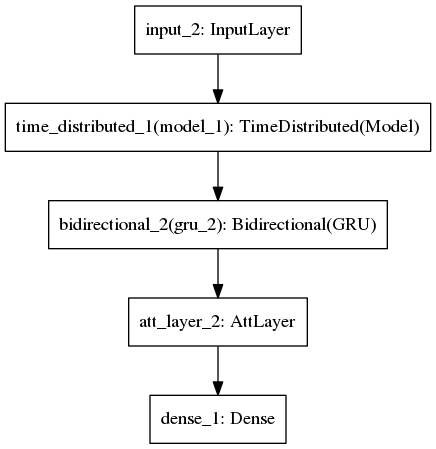 input_2: InputLayer
time_distributed_1(model_1): TimeDistributed(Model)
bidirectional_2(gru_2): Bidirectional(GRU)
att_layer_2: AttLayer
dense_1: Dense